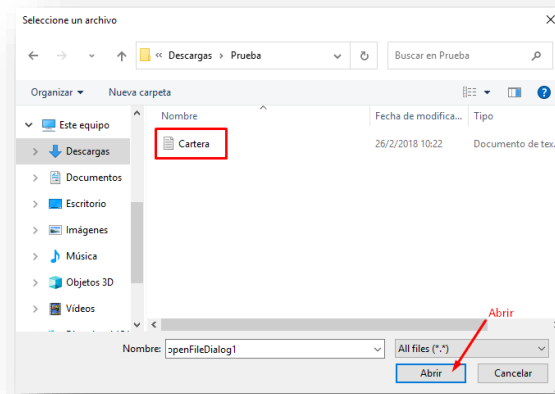 Seleccione un archivo
« Descargas › Prueba
Buscar en Prueba
Organizar
Nueva carpeta
Nombre
Fecha de modifica...
Tipo
Este equipo
Descargas
Cartera
26/2/2018 10:22
Documento de tex.
Documentos
Escritorio
Imágenes
Música
Objetos 3D
Vídeos
Abrir
Nombre:
openFileDialog1
All files (*.*)
Abrir
Cancelar